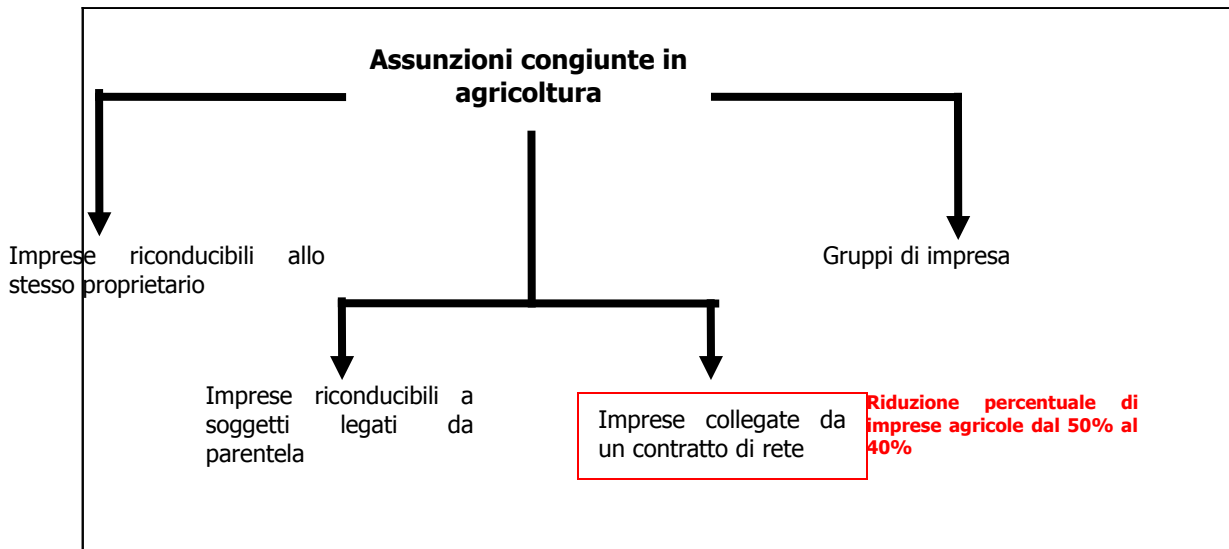 Assunzioni congiunte in
agricoltura
Imprese riconducibili allo
stesso proprietario
Gruppi di impresa
Imprese riconducibili a
soggetti legati da
parentela
Imprese collegate da
un contratto di rete
Riduzione percentuale di
imprese agricole dal 50% al
40%